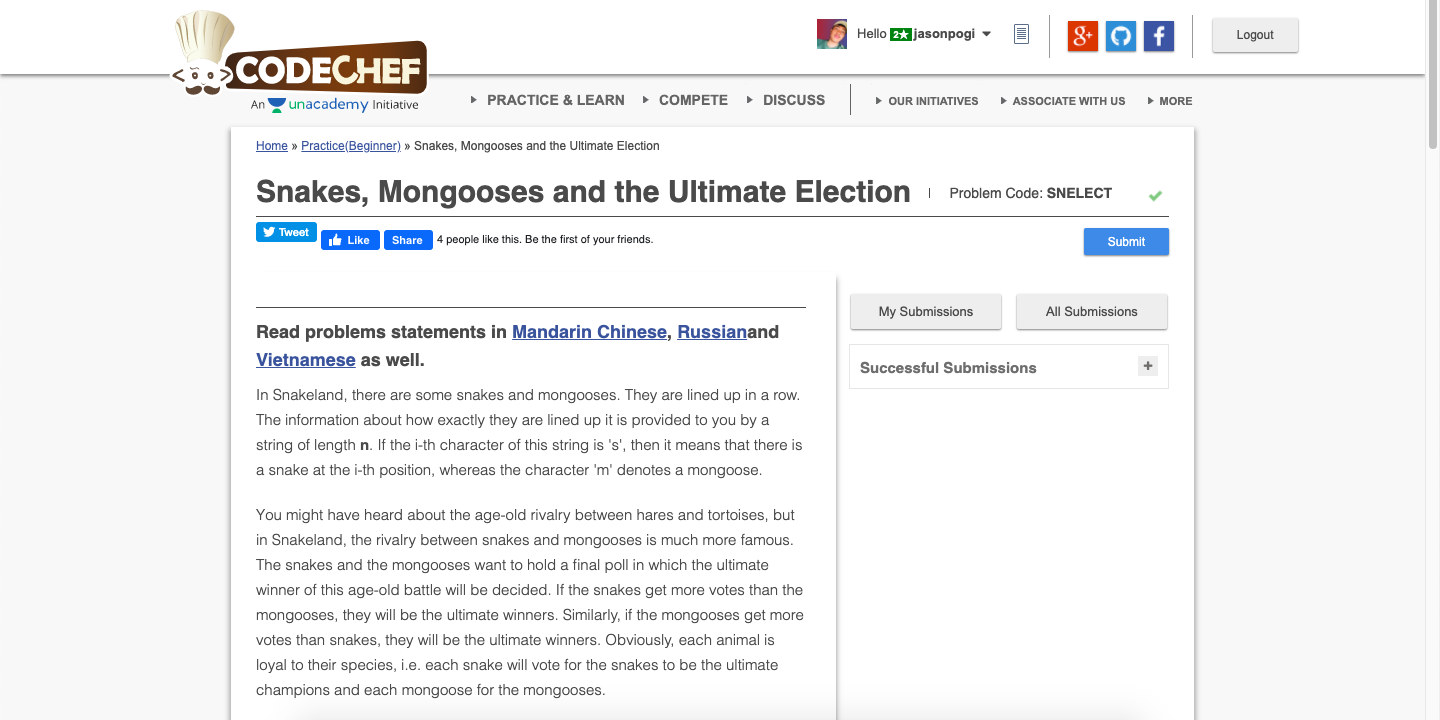 Hello 2★ jasonpogi
Logout
CODECHEF
An unacademy Initiative
PRACTICE & LEARN COMPETE DISCUSS OUR INITIATIVES ASSOCIATE WITH US MORE
Home » Practice(Beginner) » Snakes, Mongooses and the Ultimate Election
Snakes, Mongooses and the Ultimate Election Problem Code: SNELECT
Tweet Like Share 4 people like this. Be the first of your friends.
Submit
My Submissions All Submissions
Successful Submissions +
Read problems statements in Mandarin Chinese, Russianand
Vietnamese as well.
In Snakeland, there are some snakes and mongooses. They are lined up in a row.
The information about how exactly they are lined up it is provided to you by a
string of length n. If the i-th character of this string is 's', then it means that there is
a snake at the i-th position, whereas the character 'm' denotes a mongoose.
You might have heard about the age-old rivalry between hares and tortoises, but
in Snakeland, the rivalry between snakes and mongooses is much more famous.
The snakes and the mongooses want to hold a final poll in which the ultimate
winner of this age-old battle will be decided. If the snakes get more votes than the
mongooses, they will be the ultimate winners. Similarly, if the mongooses get more
votes than snakes, they will be the ultimate winners. Obviously, each animal is
loyal to their species, i.e. each snake will vote for the snakes to be the ultimate
champions and each mongoose for the mongooses.